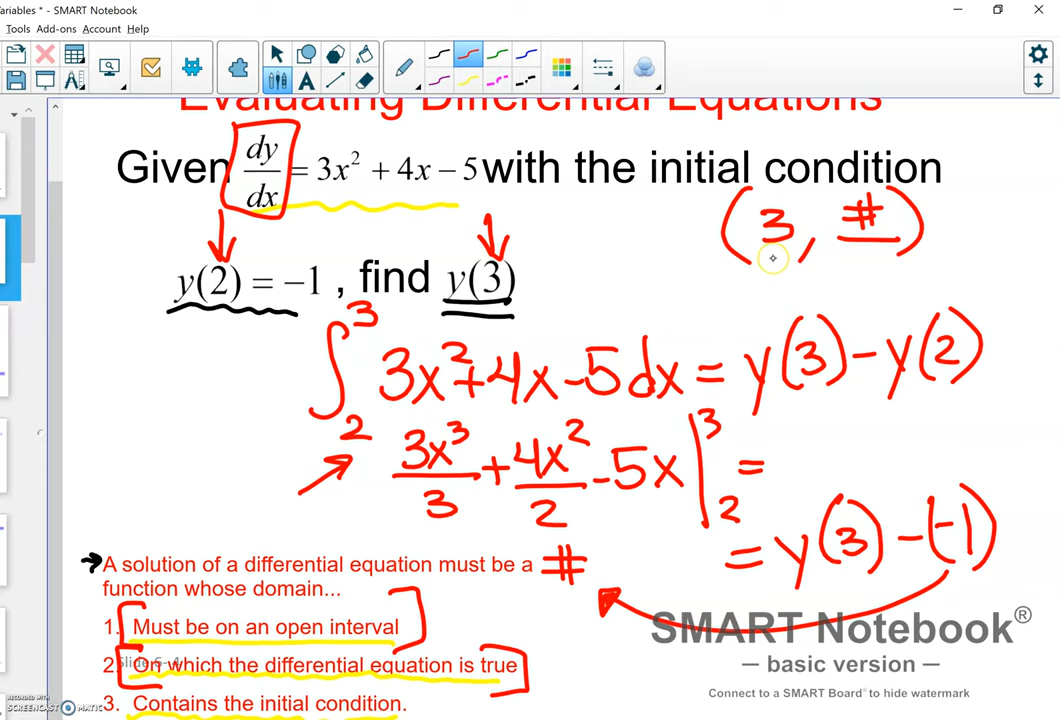 ariables * - SMART Notebook
Tools Add-ons Account Help
Evaluating Differential Equations
Given dy/dx = 3x² + 4x − 5 with the initial condition
(3, #)
y(2) = −1 , find y(3)
∫₂³ 3x² + 4x − 5 dx = y(3) − y(2)
3x³/3 + 4x²/2 − 5x |₂³ =
# = y(3) − (−1)
A solution of a differential equation must be a
function whose domain...
1. Must be on an open interval
2. On which the differential equation is true
3. Contains the initial condition.
SMART Notebook®
— basic version —
Connect to a SMART Board® to hide watermark
RECORDED WITH
SCREENCAST MATIC